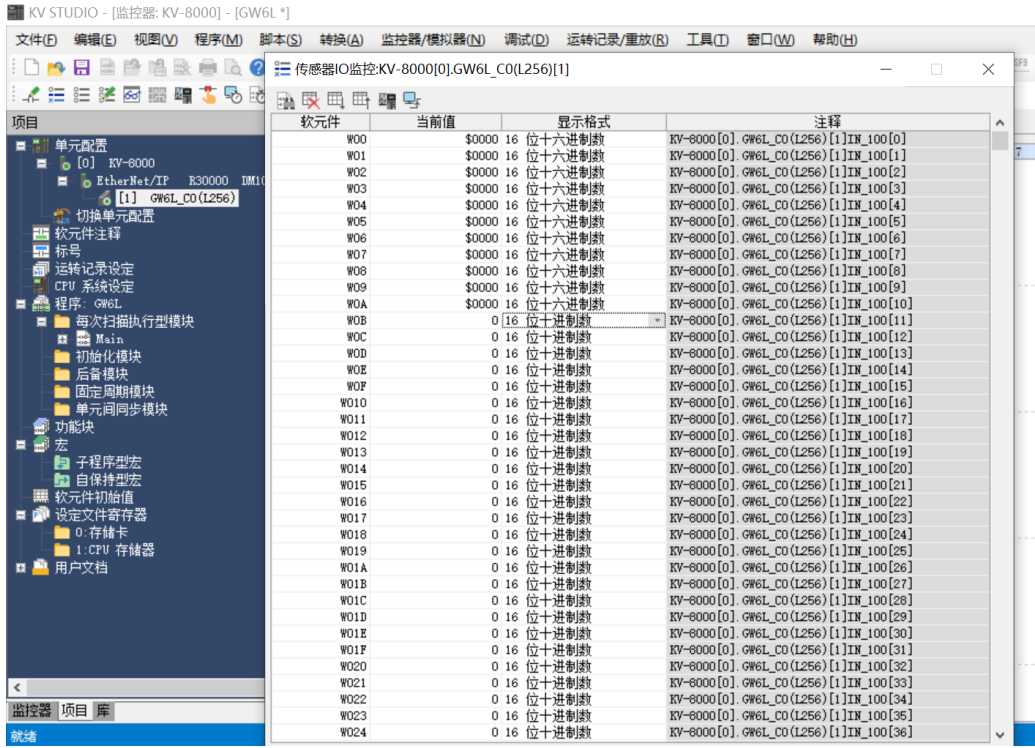 KV STUDIO - [监控器: KV-8000] - [GW6L *]
文件(F) 编辑(E) 视图(V) 程序(M) 脚本(S) 转换(A) 监控器/模拟器(N) 调试(D) 运转记录/重放(R) 工具(T) 窗口(W) 帮助(H)
项目
单元配置
[0] KV-8000
EtherNet/IP R30000 DM10
[1] GW6L_C0(L256)
切换单元配置
软元件注释
标号
运转记录设定
CPU 系统设定
程序: GW6L
每次扫描执行型模块
Main
初始化模块
后备模块
固定周期模块
单元间同步模块
功能块
宏
子程序型宏
自保持型宏
软元件初始值
设定文件寄存器
0:存储卡
1:CPU 存储器
用户文档
监控器 项目 库
就绪
传感器IO监控:KV-8000[0].GW6L_C0(L256)[1]
软元件 当前值 显示格式 注释
W00 $0000 16 位十六进制数 KV-8000[0].GW6L_C0(L256)[1]IN_100[0]
W01 $0000 16 位十六进制数 KV-8000[0].GW6L_C0(L256)[1]IN_100[1]
W02 $0000 16 位十六进制数 KV-8000[0].GW6L_C0(L256)[1]IN_100[2]
W03 $0000 16 位十六进制数 KV-8000[0].GW6L_C0(L256)[1]IN_100[3]
W04 $0000 16 位十六进制数 KV-8000[0].GW6L_C0(L256)[1]IN_100[4]
W05 $0000 16 位十六进制数 KV-8000[0].GW6L_C0(L256)[1]IN_100[5]
W06 $0000 16 位十六进制数 KV-8000[0].GW6L_C0(L256)[1]IN_100[6]
W07 $0000 16 位十六进制数 KV-8000[0].GW6L_C0(L256)[1]IN_100[7]
W08 $0000 16 位十六进制数 KV-8000[0].GW6L_C0(L256)[1]IN_100[8]
W09 $0000 16 位十六进制数 KV-8000[0].GW6L_C0(L256)[1]IN_100[9]
W0A $0000 16 位十六进制数 KV-8000[0].GW6L_C0(L256)[1]IN_100[10]
W0B 0 16 位十进制数 KV-8000[0].GW6L_C0(L256)[1]IN_100[11]
W0C 0 16 位十进制数 KV-8000[0].GW6L_C0(L256)[1]IN_100[12]
W0D 0 16 位十进制数 KV-8000[0].GW6L_C0(L256)[1]IN_100[13]
W0E 0 16 位十进制数 KV-8000[0].GW6L_C0(L256)[1]IN_100[14]
W0F 0 16 位十进制数 KV-8000[0].GW6L_C0(L256)[1]IN_100[15]
W010 0 16 位十进制数 KV-8000[0].GW6L_C0(L256)[1]IN_100[16]
W011 0 16 位十进制数 KV-8000[0].GW6L_C0(L256)[1]IN_100[17]
W012 0 16 位十进制数 KV-8000[0].GW6L_C0(L256)[1]IN_100[18]
W013 0 16 位十进制数 KV-8000[0].GW6L_C0(L256)[1]IN_100[19]
W014 0 16 位十进制数 KV-8000[0].GW6L_C0(L256)[1]IN_100[20]
W015 0 16 位十进制数 KV-8000[0].GW6L_C0(L256)[1]IN_100[21]
W016 0 16 位十进制数 KV-8000[0].GW6L_C0(L256)[1]IN_100[22]
W017 0 16 位十进制数 KV-8000[0].GW6L_C0(L256)[1]IN_100[23]
W018 0 16 位十进制数 KV-8000[0].GW6L_C0(L256)[1]IN_100[24]
W019 0 16 位十进制数 KV-8000[0].GW6L_C0(L256)[1]IN_100[25]
W01A 0 16 位十进制数 KV-8000[0].GW6L_C0(L256)[1]IN_100[26]
W01B 0 16 位十进制数 KV-8000[0].GW6L_C0(L256)[1]IN_100[27]
W01C 0 16 位十进制数 KV-8000[0].GW6L_C0(L256)[1]IN_100[28]
W01D 0 16 位十进制数 KV-8000[0].GW6L_C0(L256)[1]IN_100[29]
W01E 0 16 位十进制数 KV-8000[0].GW6L_C0(L256)[1]IN_100[30]
W01F 0 16 位十进制数 KV-8000[0].GW6L_C0(L256)[1]IN_100[31]
W020 0 16 位十进制数 KV-8000[0].GW6L_C0(L256)[1]IN_100[32]
W021 0 16 位十进制数 KV-8000[0].GW6L_C0(L256)[1]IN_100[33]
W022 0 16 位十进制数 KV-8000[0].GW6L_C0(L256)[1]IN_100[34]
W023 0 16 位十进制数 KV-8000[0].GW6L_C0(L256)[1]IN_100[35]
W024 0 16 位十进制数 KV-8000[0].GW6L_C0(L256)[1]IN_100[36]
SF9
7